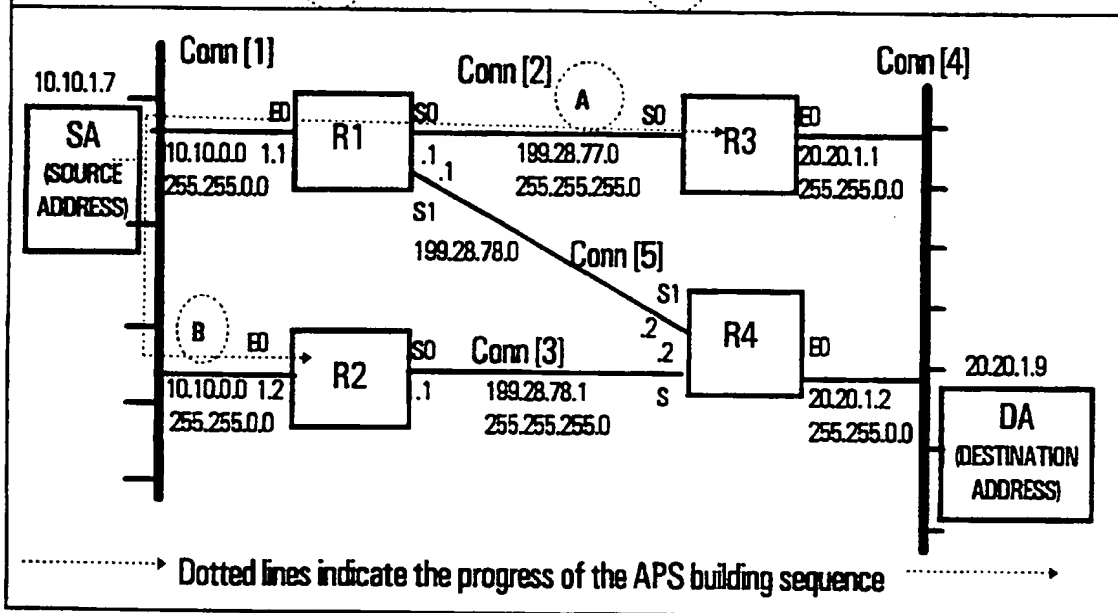 Conn [1]
Conn [2]
Conn [4]
10.10.1.7
SA
(SOURCE
ADDRESS)
E0
R1
S0
A
S0
R3
E0
10.10.0.0 1.1
255.255.0.0
.1
.1
199.28.77.0
255.255.255.0
20.20.1.1
255.255.0.0
S1
199.28.78.0
Conn [5]
S1
.2
.2
R4
E0
B
E0
R2
S0
Conn [3]
S
10.10.0.0 1.2
255.255.0.0
.1
199.28.78.1
255.255.255.0
20.20.1.2
255.255.0.0
20.20.1.9
DA
(DESTINATION
ADDRESS)
Dotted lines indicate the progress of the APS building sequence